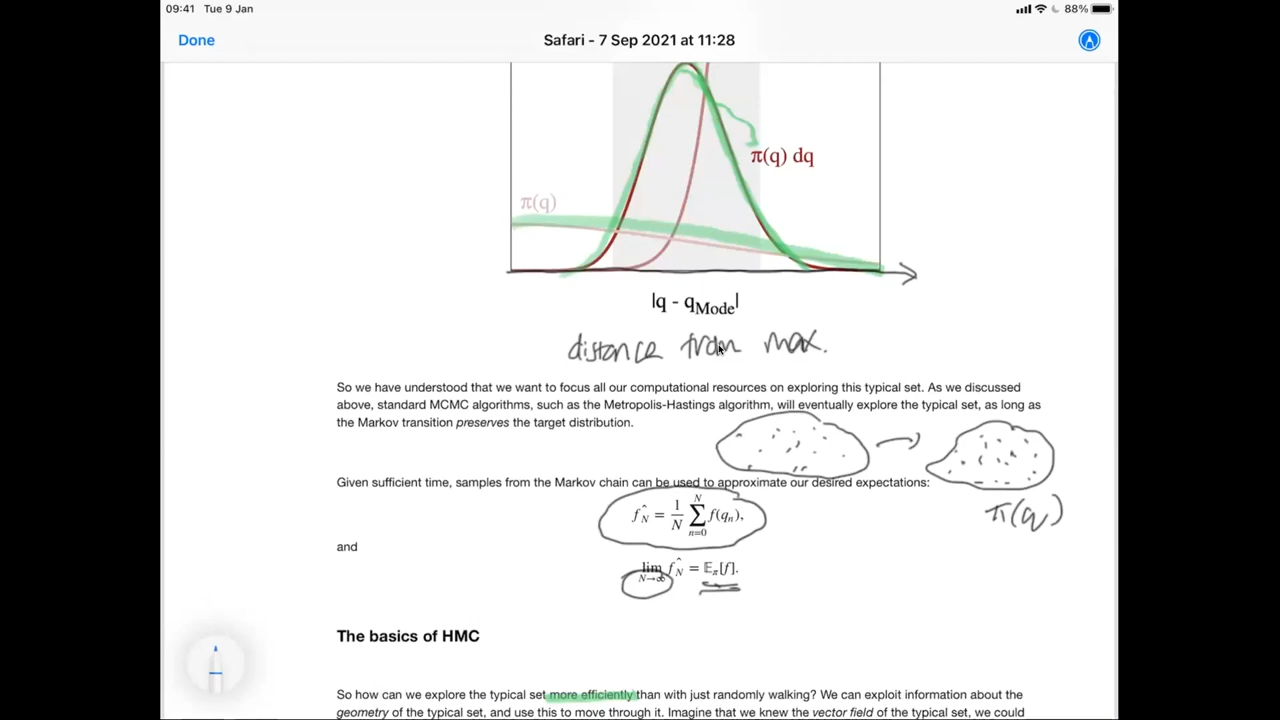 09:41 Tue 9 Jan 88%
Done Safari - 7 Sep 2021 at 11:28
π(q) dq
π(q)
|q - qMode|
distance from max.
So we have understood that we want to focus all our computational resources on exploring this typical set. As we discussed
above, standard MCMC algorithms, such as the Metropolis-Hastings algorithm, will eventually explore the typical set, as long as
the Markov transition preserves the target distribution.
Given sufficient time, samples from the Markov chain can be used to approximate our desired expectations:
π(q)
f̂_N = 1/N ∑_{n=0}^{N} f(q_n),
and
lim_{N→∞} f̂_N = 𝔼_π[f].
The basics of HMC
So how can we explore the typical set more efficiently than with just randomly walking? We can exploit information about the
geometry of the typical set, and use this to move through it. Imagine that we knew the vector field of the typical set, we could